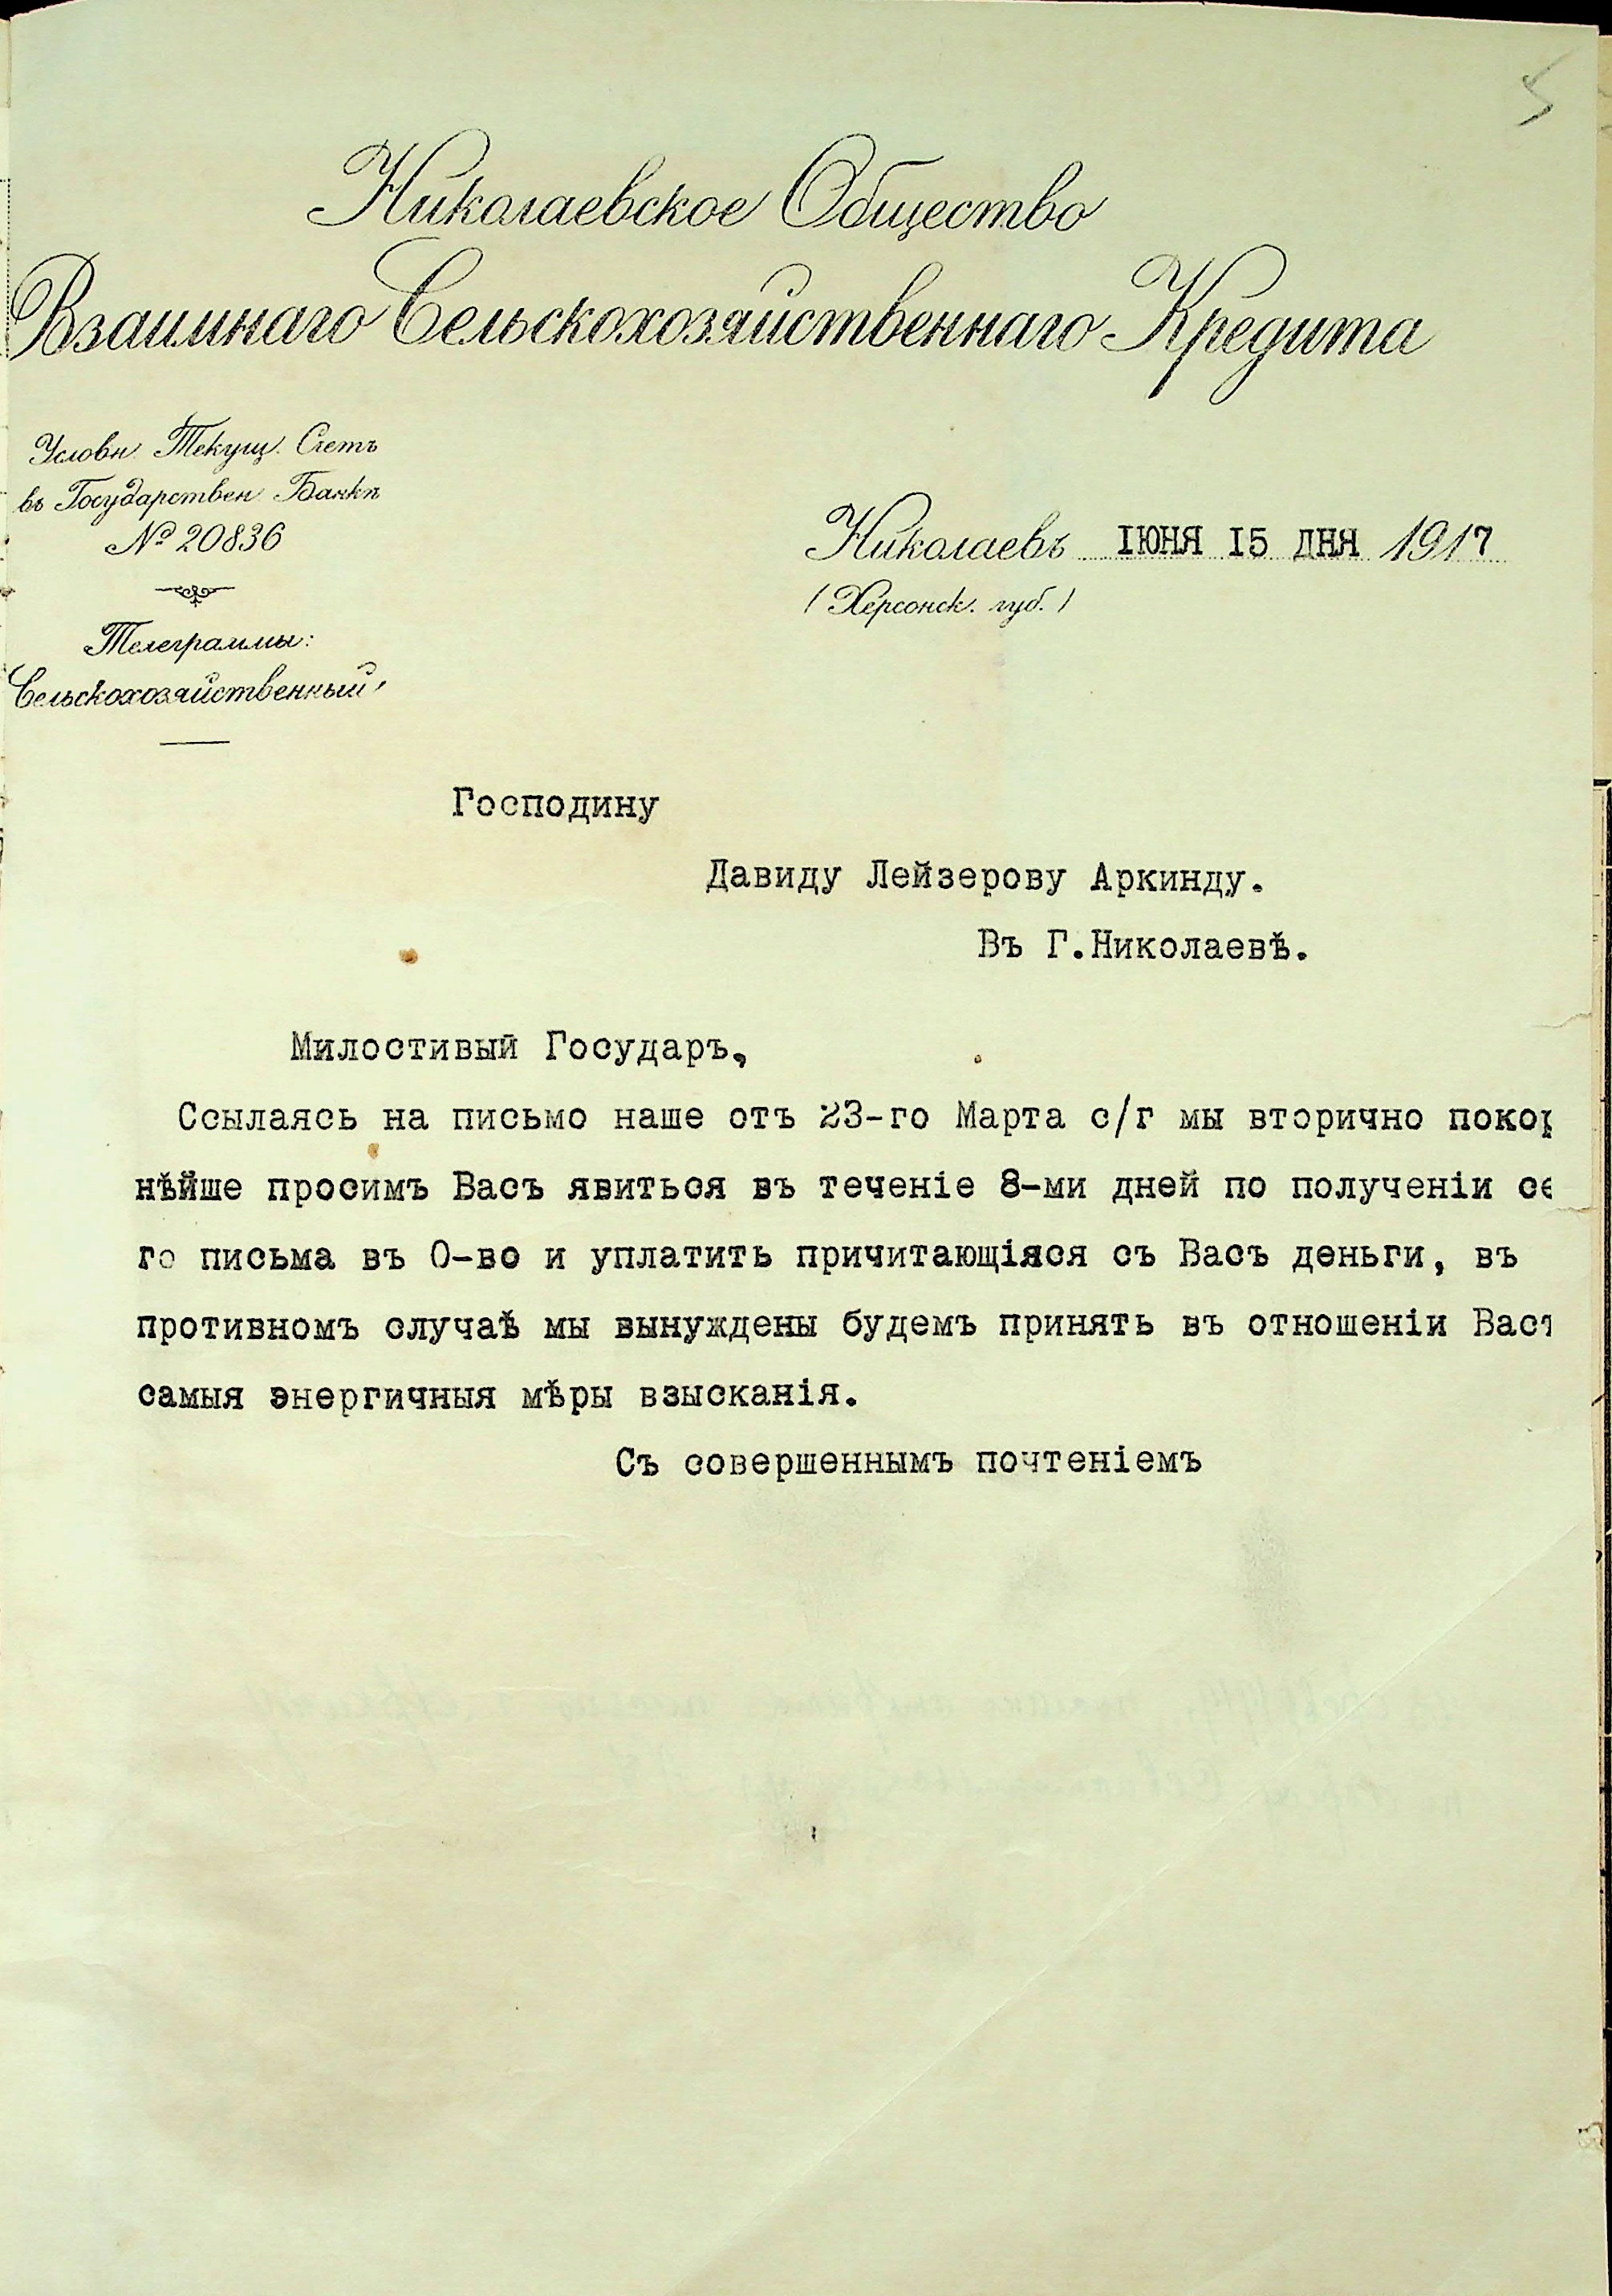 5
Николаевское Общество
Взаимнаго Сельскохозяйственнаго Кредита
Условн. Текущ. Счетъ
въ Государствен. Банкѣ
№ 20836
Телеграммы:
Сельскохозяйственный
Николаевъ ІЮНЯ І5 ДНЯ 1917
(Херсонск. губ.)
Господину
Давиду Лейзерову Аркинду.
Въ Г.Николаевѣ.
Милостивый Государъ,
Ссылаясь на письмо наше отъ 23-го Марта с/г мы вторично покор
нѣйше просимъ Васъ явиться въ теченіе 8-ми дней по полученіи се
го письма въ О-во и уплатить причитающіяся съ Васъ деньги, въ
противномъ случаѣ мы вынуждены будемъ принять въ отношеніи Васъ
самыя энергичныя мѣры взысканія.
Съ совершеннымъ почтеніемъ